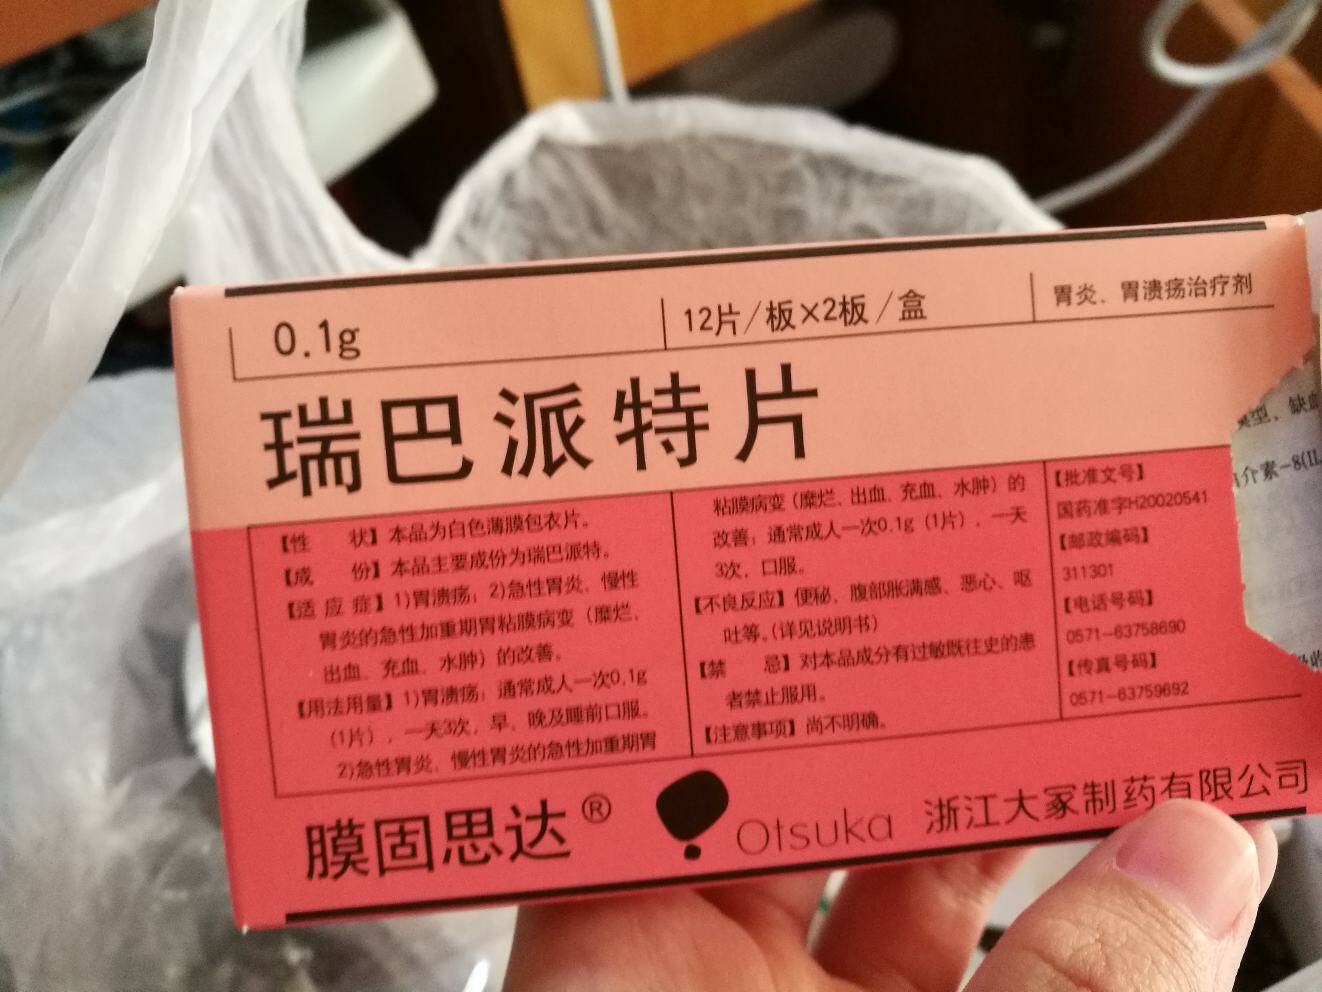 0.1g
12片/板×2板/盒
胃炎、胃溃疡治疗剂
瑞巴派特片
【性 状】本品为白色薄膜包衣片。
【成 份】本品主要成份为瑞巴派特。
【适应症】1)胃溃疡；2)急性胃炎、慢性
胃炎的急性加重期胃粘膜病变（糜烂、
出血、充血、水肿）的改善。
【用法用量】1)胃溃疡：通常成人一次0.1g
（1片），一天3次，早、晚及睡前口服。
2)急性胃炎、慢性胃炎的急性加重期胃
粘膜病变（糜烂、出血、充血、水肿）的
改善：通常成人一次0.1g（1片），一天
3次，口服。
【不良反应】便秘、腹部胀满感、恶心、呕
吐等。（详见说明书）
【禁 忌】对本品成分有过敏既往史的患
者禁止服用。
【注意事项】尚不明确。
【批准文号】
国药准字H20020541
【邮政编码】
311301
【电话号码】
0571-63758690
【传真号码】
0571-63759692
膜固思达®
Otsuka 浙江大冢制药有限公司
型、缺血
介素-8(IL